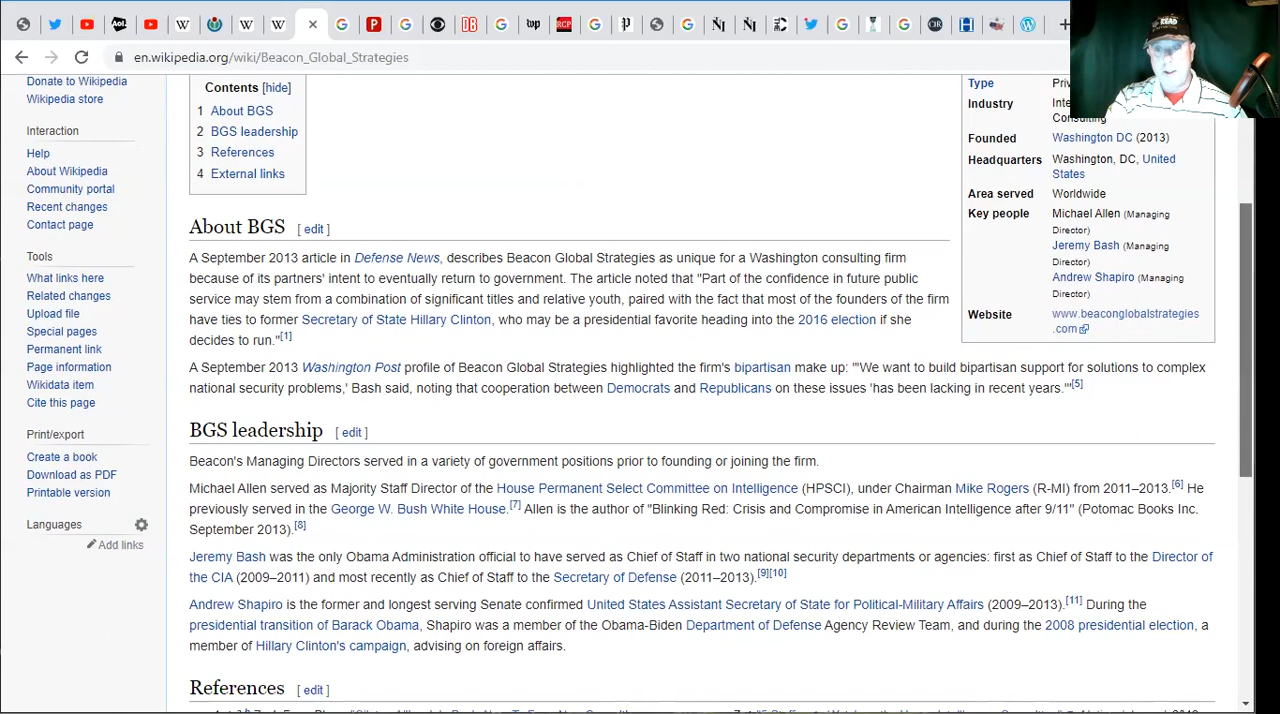 en.wikipedia.org/wiki/Beacon_Global_Strategies
READ
Donate to Wikipedia
Wikipedia store
Interaction
Help
About Wikipedia
Community portal
Recent changes
Contact page
Tools
What links here
Related changes
Upload file
Special pages
Permanent link
Page information
Wikidata item
Cite this page
Print/export
Create a book
Download as PDF
Printable version
Languages
Add links
Contents [hide]
1 About BGS
2 BGS leadership
3 References
4 External links
Type
Industry
Consulting
Founded Washington DC (2013)
Headquarters Washington, DC, United
States
Area served Worldwide
Key people Michael Allen (Managing
Director)
Jeremy Bash (Managing
Director)
Andrew Shapiro (Managing
Director)
Website www.beaconglobalstrategies
.com
About BGS [ edit ]
A September 2013 article in Defense News, describes Beacon Global Strategies as unique for a Washington consulting firm
because of its partners' intent to eventually return to government. The article noted that "Part of the confidence in future public
service may stem from a combination of significant titles and relative youth, paired with the fact that most of the founders of the firm
have ties to former Secretary of State Hillary Clinton, who may be a presidential favorite heading into the 2016 election if she
decides to run."[1]
A September 2013 Washington Post profile of Beacon Global Strategies highlighted the firm's bipartisan make up: "'We want to build bipartisan support for solutions to complex
national security problems,' Bash said, noting that cooperation between Democrats and Republicans on these issues 'has been lacking in recent years.'"[5]
BGS leadership [ edit ]
Beacon's Managing Directors served in a variety of government positions prior to founding or joining the firm.
Michael Allen served as Majority Staff Director of the House Permanent Select Committee on Intelligence (HPSCI), under Chairman Mike Rogers (R-MI) from 2011–2013.[6] He
previously served in the George W. Bush White House.[7] Allen is the author of "Blinking Red: Crisis and Compromise in American Intelligence after 9/11" (Potomac Books Inc.
September 2013).[8]
Jeremy Bash was the only Obama Administration official to have served as Chief of Staff in two national security departments or agencies: first as Chief of Staff to the Director of
the CIA (2009–2011) and most recently as Chief of Staff to the Secretary of Defense (2011–2013).[9][10]
Andrew Shapiro is the former and longest serving Senate confirmed United States Assistant Secretary of State for Political-Military Affairs (2009–2013).[11] During the
presidential transition of Barack Obama, Shapiro was a member of the Obama-Biden Department of Defense Agency Review Team, and during the 2008 presidential election, a
member of Hillary Clinton's campaign, advising on foreign affairs.
References [ edit ]